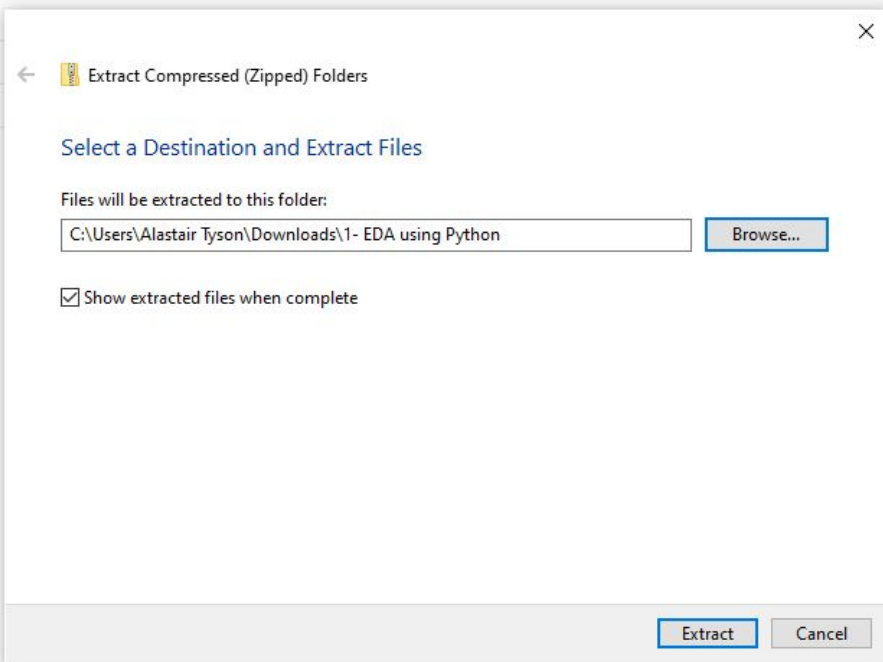 Extract Compressed (Zipped) Folders
Select a Destination and Extract Files
Files will be extracted to this folder:
C:\Users\Alastair Tyson\Downloads\1- EDA using Python
Browse...
Show extracted files when complete
Extract
Cancel